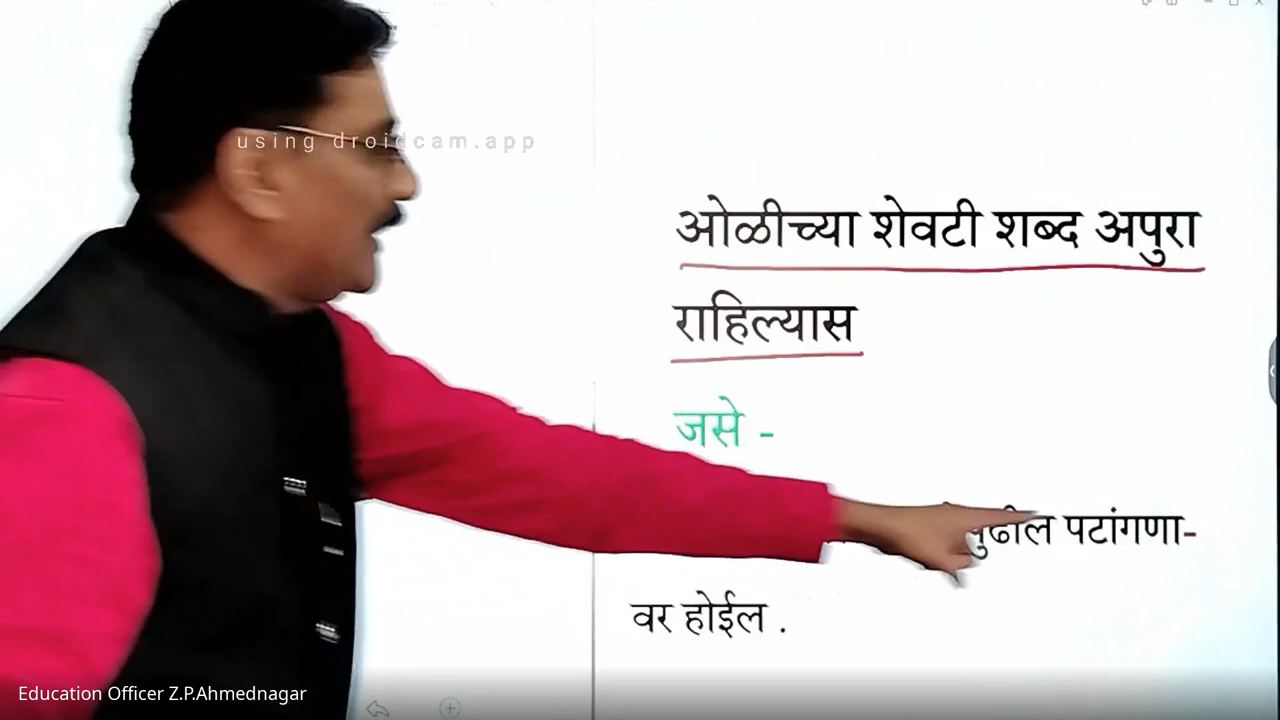 using droidcam.app
ओळीच्या शेवटी शब्द अपुरा
राहिल्यास
जसे -
पटांगणा-
वर होईल .
Education Officer Z.P.Ahmednagar